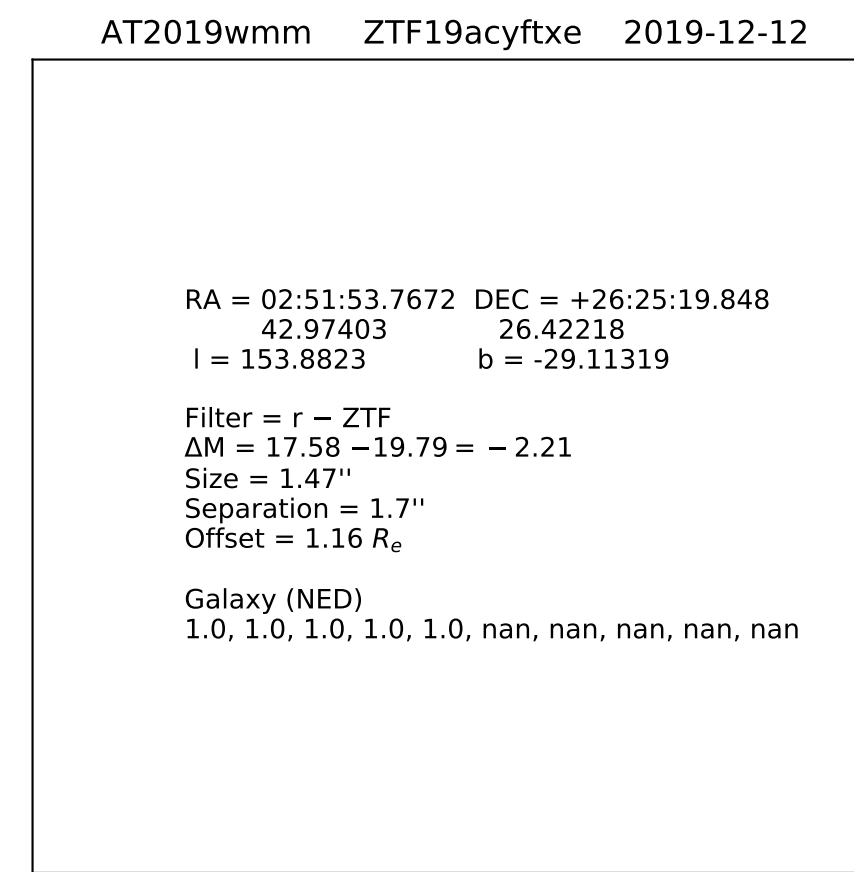 AT2019wmm ZTF19acyftxe 2019-12-12
RA = 02:51:53.7672 DEC = +26:25:19.848
42.97403 26.42218
l = 153.8823 b = -29.11319
Filter = r − ZTF
ΔM = 17.58 −19.79 = − 2.21
Size = 1.47''
Separation = 1.7''
Offset = 1.16 Re
Galaxy (NED)
1.0, 1.0, 1.0, 1.0, 1.0, nan, nan, nan, nan, nan